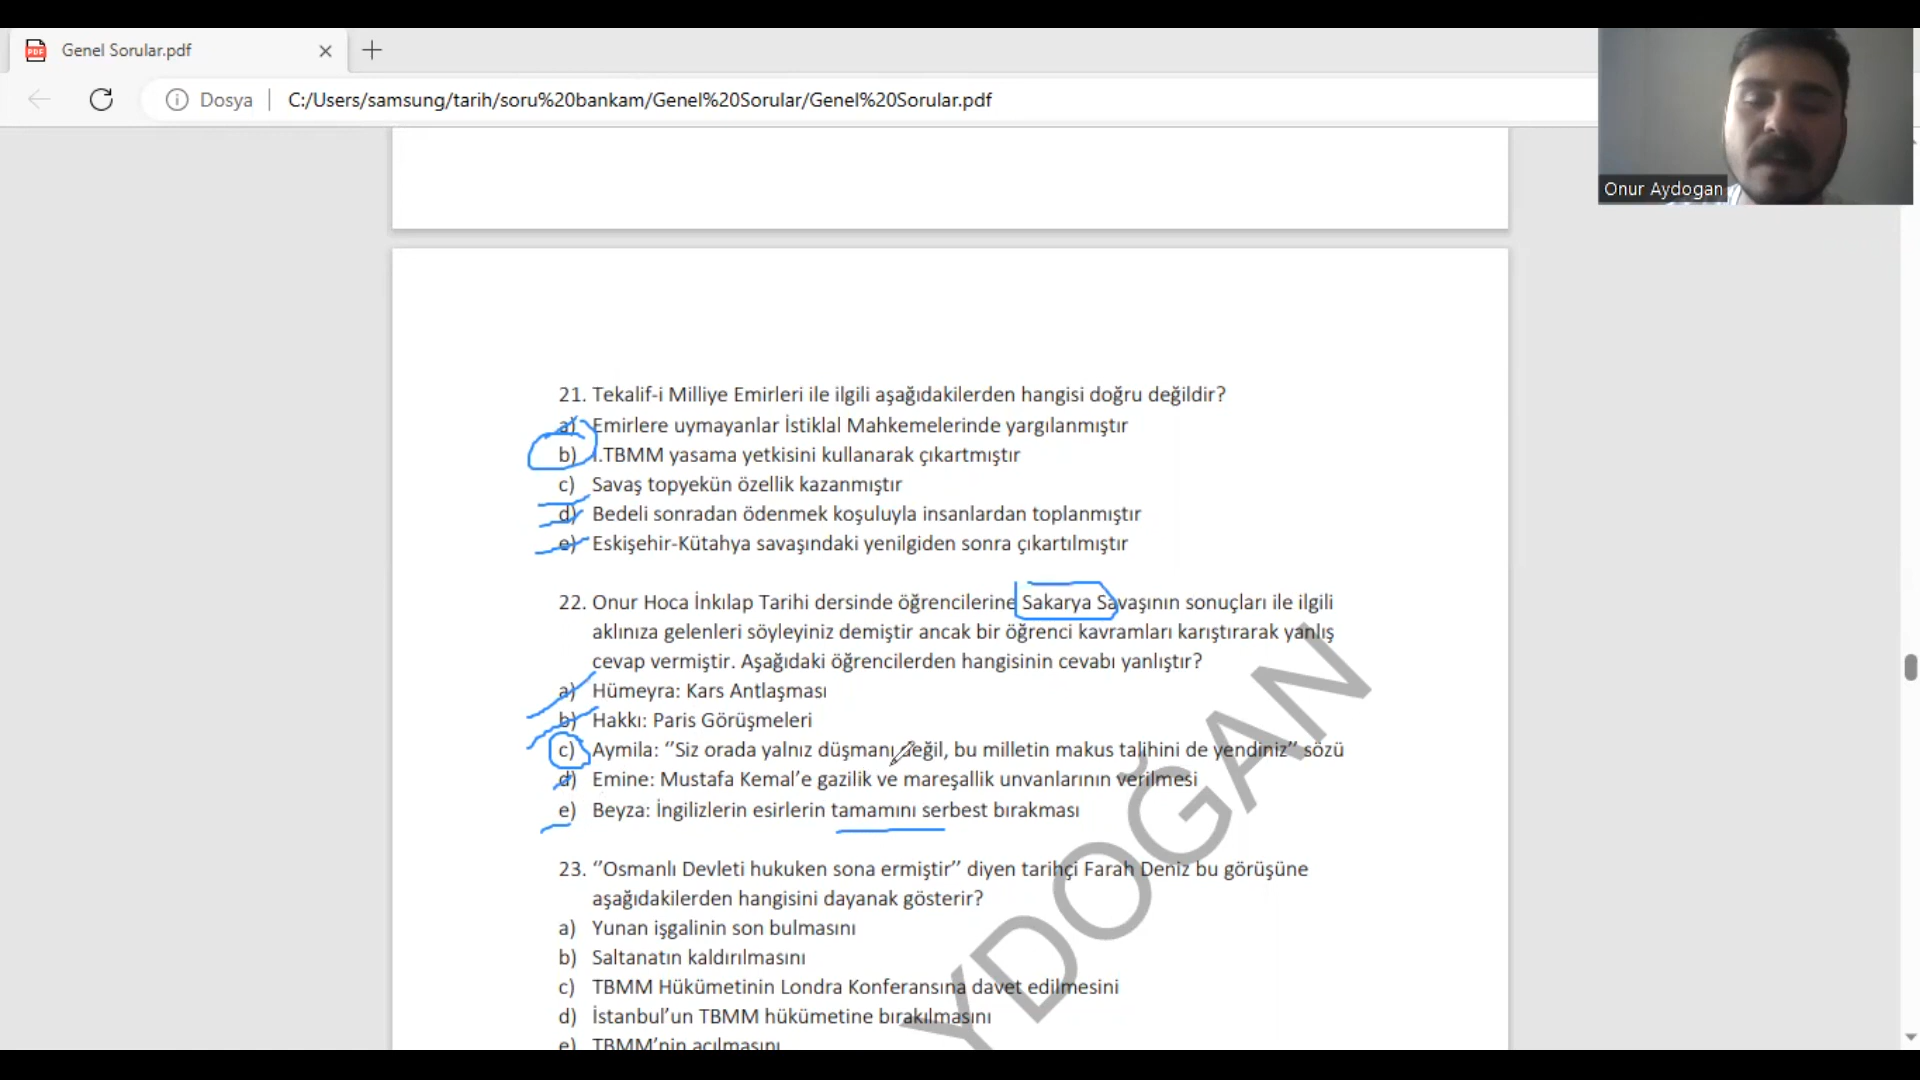 Genel Sorular.pdf
Dosya
C:/Users/samsung/tarih/soru%20bankam/Genel%20Sorular/Genel%20Sorular.pdf
Onur Aydogan
21. Tekalif-i Milliye Emirleri ile ilgili aşağıdakilerden hangisi doğru değildir?
a) Emirlere uymayanlar İstiklal Mahkemelerinde yargılanmıştır
b) I.TBMM yasama yetkisini kullanarak çıkartmıştır
c) Savaş topyekün özellik kazanmıştır
d) Bedeli sonradan ödenmek koşuluyla insanlardan toplanmıştır
e) Eskişehir-Kütahya savaşındaki yenilgiden sonra çıkartılmıştır
22. Onur Hoca İnkılap Tarihi dersinde öğrencilerine Sakarya Savaşının sonuçları ile ilgili
aklınıza gelenleri söyleyiniz demiştir ancak bir öğrenci kavramları karıştırarak yanlış
cevap vermiştir. Aşağıdaki öğrencilerden hangisinin cevabı yanlıştır?
a) Hümeyra: Kars Antlaşması
b) Hakkı: Paris Görüşmeleri
c) Aymila: ‘’Siz orada yalnız düşmanı değil, bu milletin makus talihini de yendiniz’’ sözü
d) Emine: Mustafa Kemal’e gazilik ve mareşallik unvanlarının verilmesi
e) Beyza: İngilizlerin esirlerin tamamını serbest bırakması
23. ‘’Osmanlı Devleti hukuken sona ermiştir’’ diyen tarihçi Farah Deniz bu görüşüne
aşağıdakilerden hangisini dayanak gösterir?
a) Yunan işgalinin son bulmasını
b) Saltanatın kaldırılmasını
c) TBMM Hükümetinin Londra Konferansına davet edilmesini
d) İstanbul’un TBMM hükümetine bırakılmasını
e) TBMM’nin açılmasını
YDOĞAN